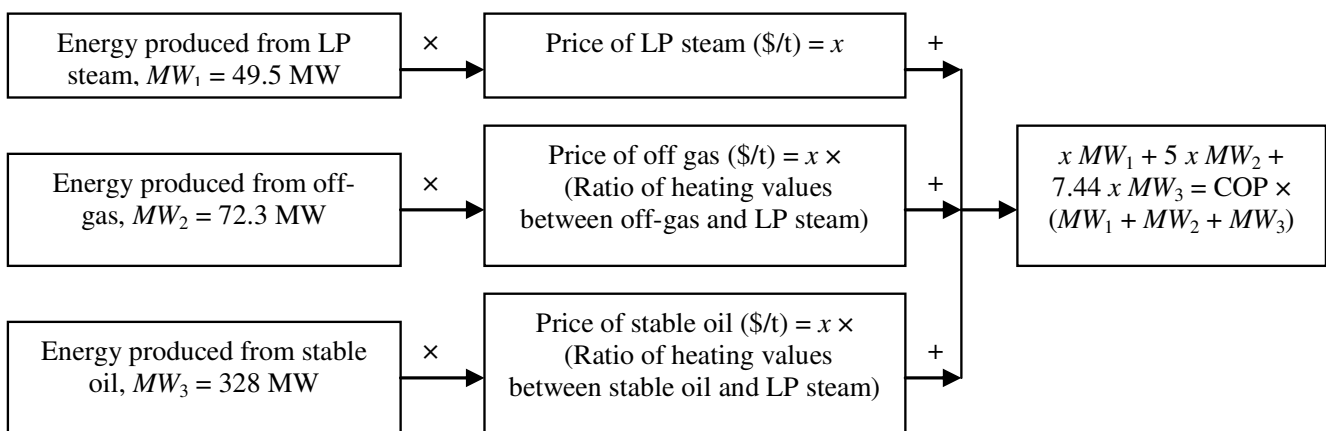 Energy produced from LP
steam, MW₁ = 49.5 MW
×
Price of LP steam ($/t) = x
+
Energy produced from off-
gas, MW₂ = 72.3 MW
×
Price of off gas ($/t) = x ×
(Ratio of heating values
between off-gas and LP steam)
+
x MW₁ + 5 x MW₂ +
7.44 x MW₃ = COP ×
(MW₁ + MW₂ + MW₃)
Energy produced from stable
oil, MW₃ = 328 MW
×
Price of stable oil ($/t) = x ×
(Ratio of heating values
between stable oil and LP steam)
+